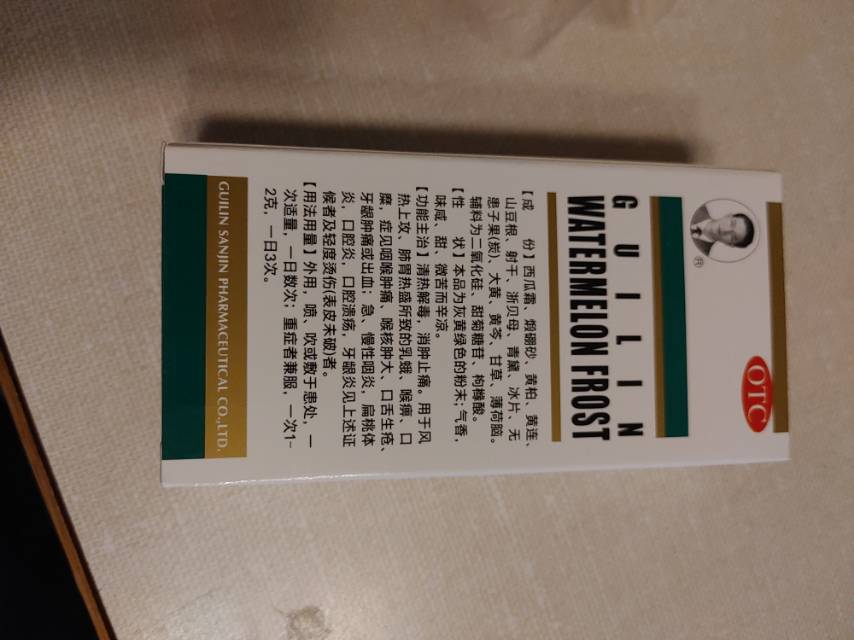 OTC
®
GUILIN
WATERMELON FROST
【成　份】西瓜霜、煅硼砂、黄柏、黄连、
山豆根、射干、浙贝母、青黛、冰片、无
患子果(炭)、大黄、黄芩、甘草、薄荷脑。
辅料为二氧化硅、甜菊糖苷、枸橼酸。
【性　状】本品为灰黄绿色的粉末；气香，
味咸、甜、微苦而辛凉。
【功能主治】清热解毒，消肿止痛。用于风
热上攻、肺胃热盛所致的乳蛾、喉痹、口
糜，症见咽喉肿痛、喉核肿大、口舌生疮、
牙龈肿痛或出血；急、慢性咽炎，扁桃体
炎，口腔炎，口腔溃疡，牙龈炎见上述证
候者及轻度烫伤(表皮未破)者。
【用法用量】外用，喷、吹或敷于患处，一
次适量，一日数次；重症者兼服，一次1-
2克，一日3次。
GUILIN SANJIN PHARMACEUTICAL CO.,LTD.